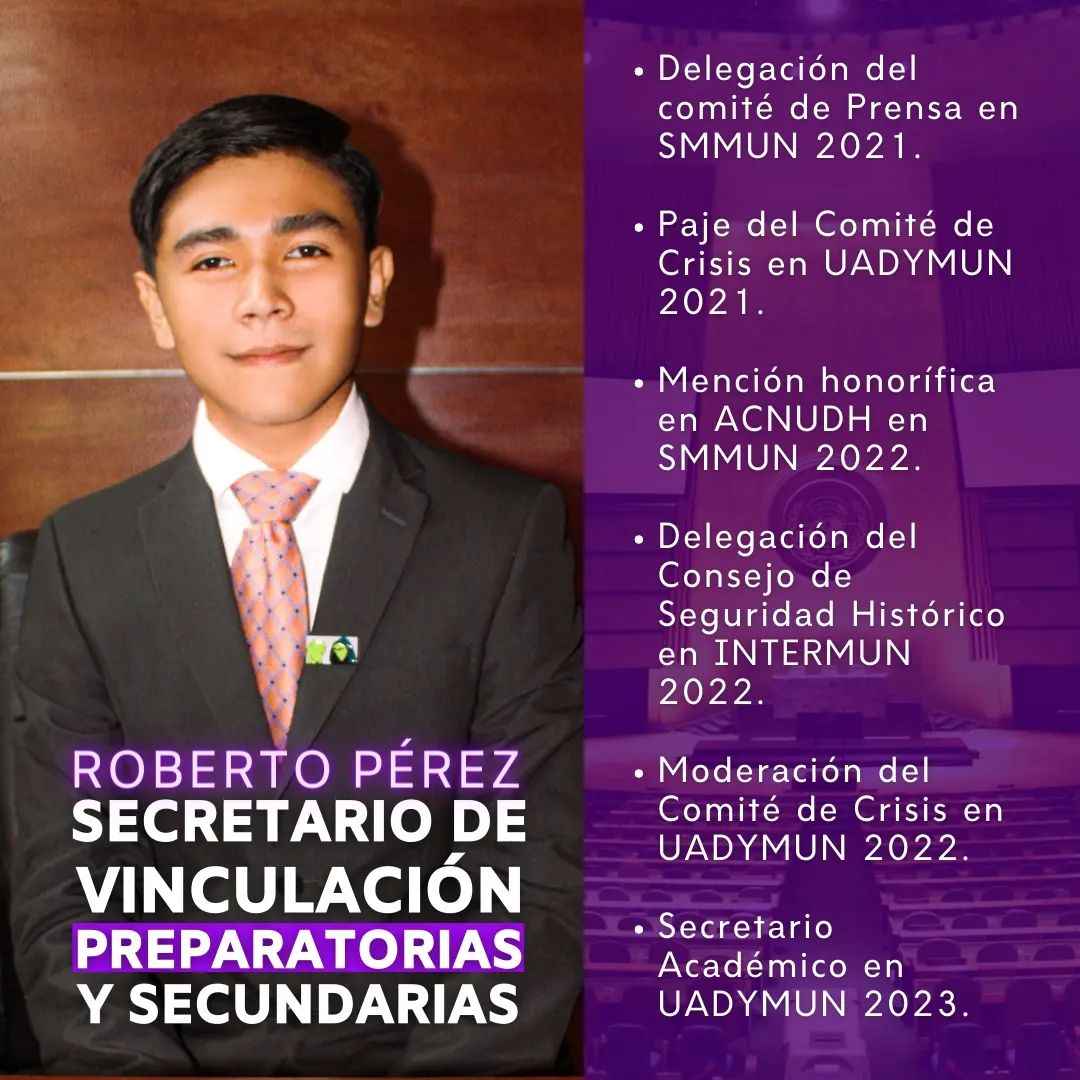 ROBERTO PÉREZ
SECRETARIO DE
VINCULACIÓN
PREPARATORIAS
Y SECUNDARIAS
• Delegación del
comité de Prensa en
SMMUN 2021.
• Paje del Comité de
Crisis en UADYMUN
2021.
• Mención honorífica
en ACNUDH en
SMMUN 2022.
• Delegación del
Consejo de
Seguridad Histórico
en INTERMUN
2022.
• Moderación del
Comité de Crisis en
UADYMUN 2022.
• Secretario
Académico en
UADYMUN 2023.